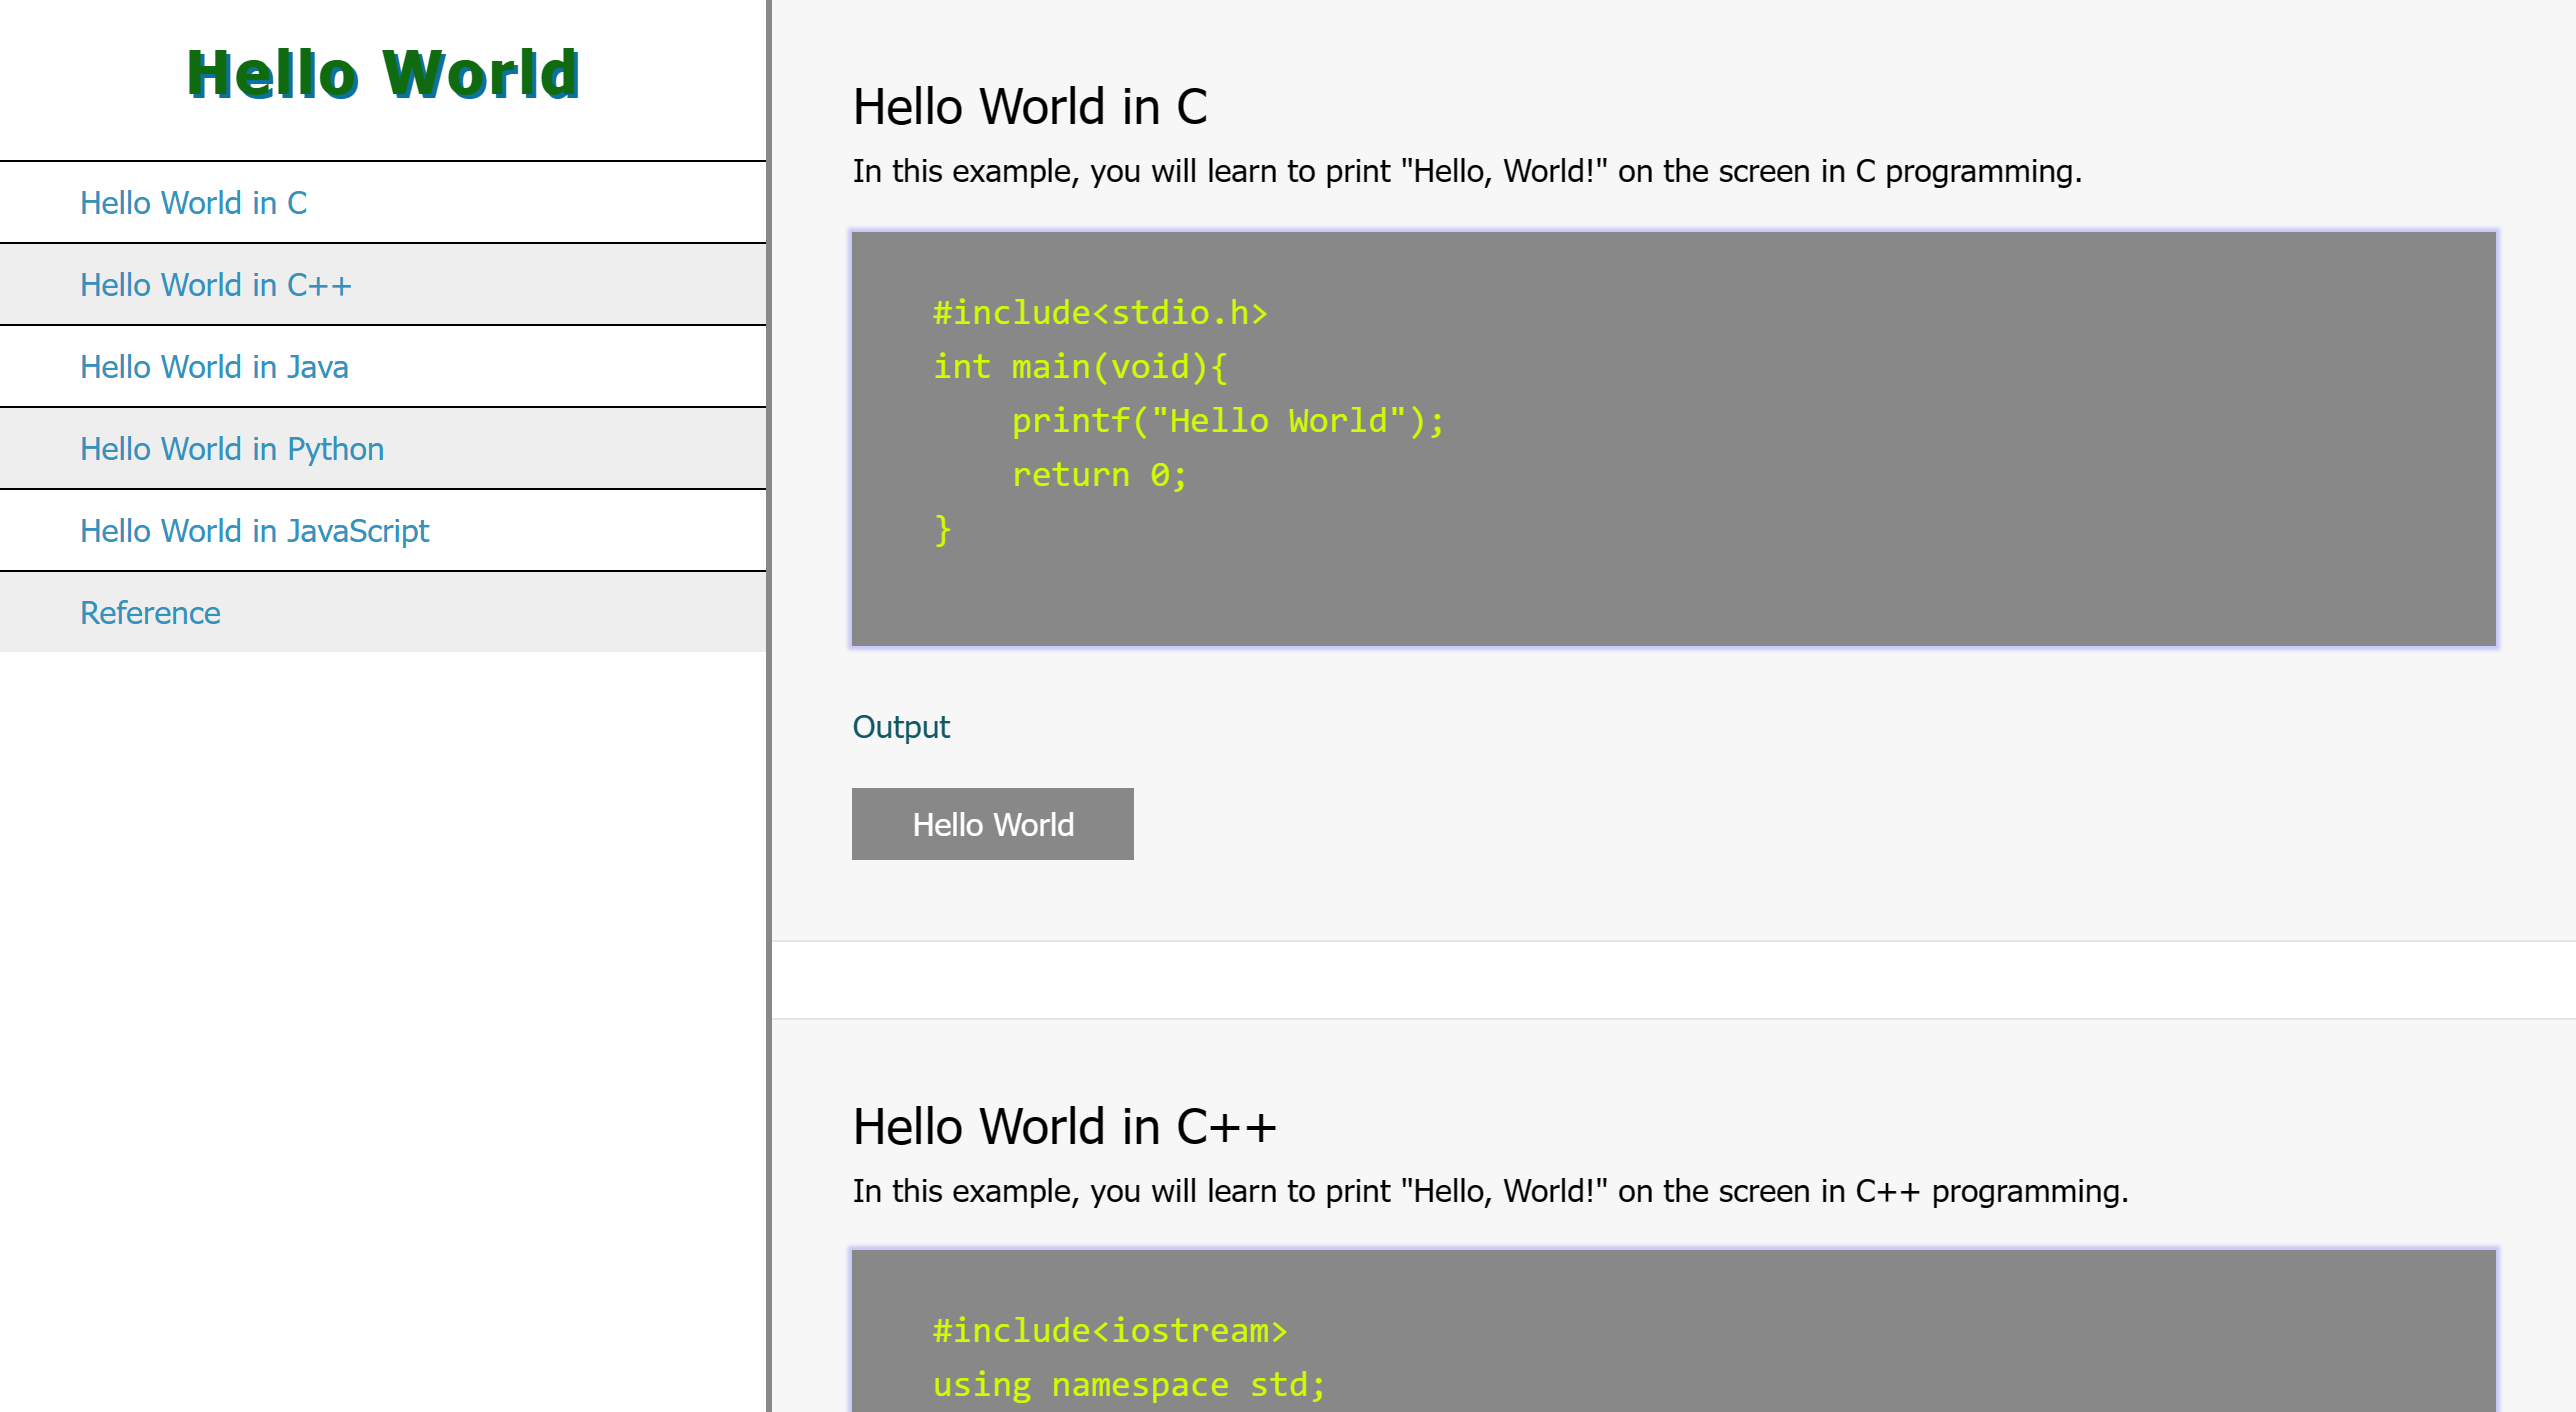 Hello World
Hello World in C
Hello World in C++
Hello World in Java
Hello World in Python
Hello World in JavaScript
Reference
Hello World in C
In this example, you will learn to print "Hello, World!" on the screen in C programming.
#include<stdio.h>
int main(void){
    printf("Hello World");
    return 0;
}
Output
Hello World
Hello World in C++
In this example, you will learn to print "Hello, World!" on the screen in C++ programming.
#include<iostream>
using namespace std;